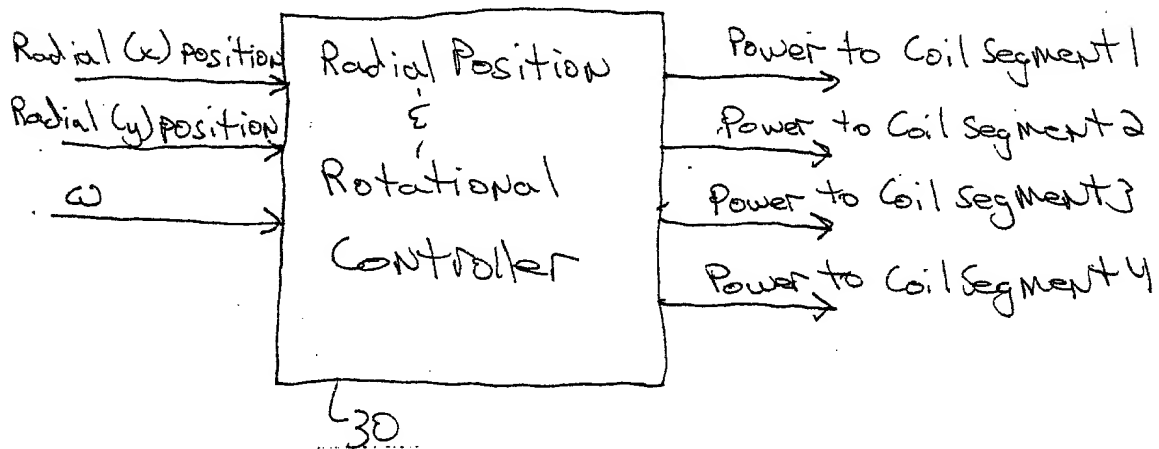 Radial (x) position
Radial (y) position
ω
Radial Position
&
Rotational
Controller
Power to Coil Segment 1
Power to Coil Segment 2
Power to Coil Segment 3
Power to Coil Segment 4
30